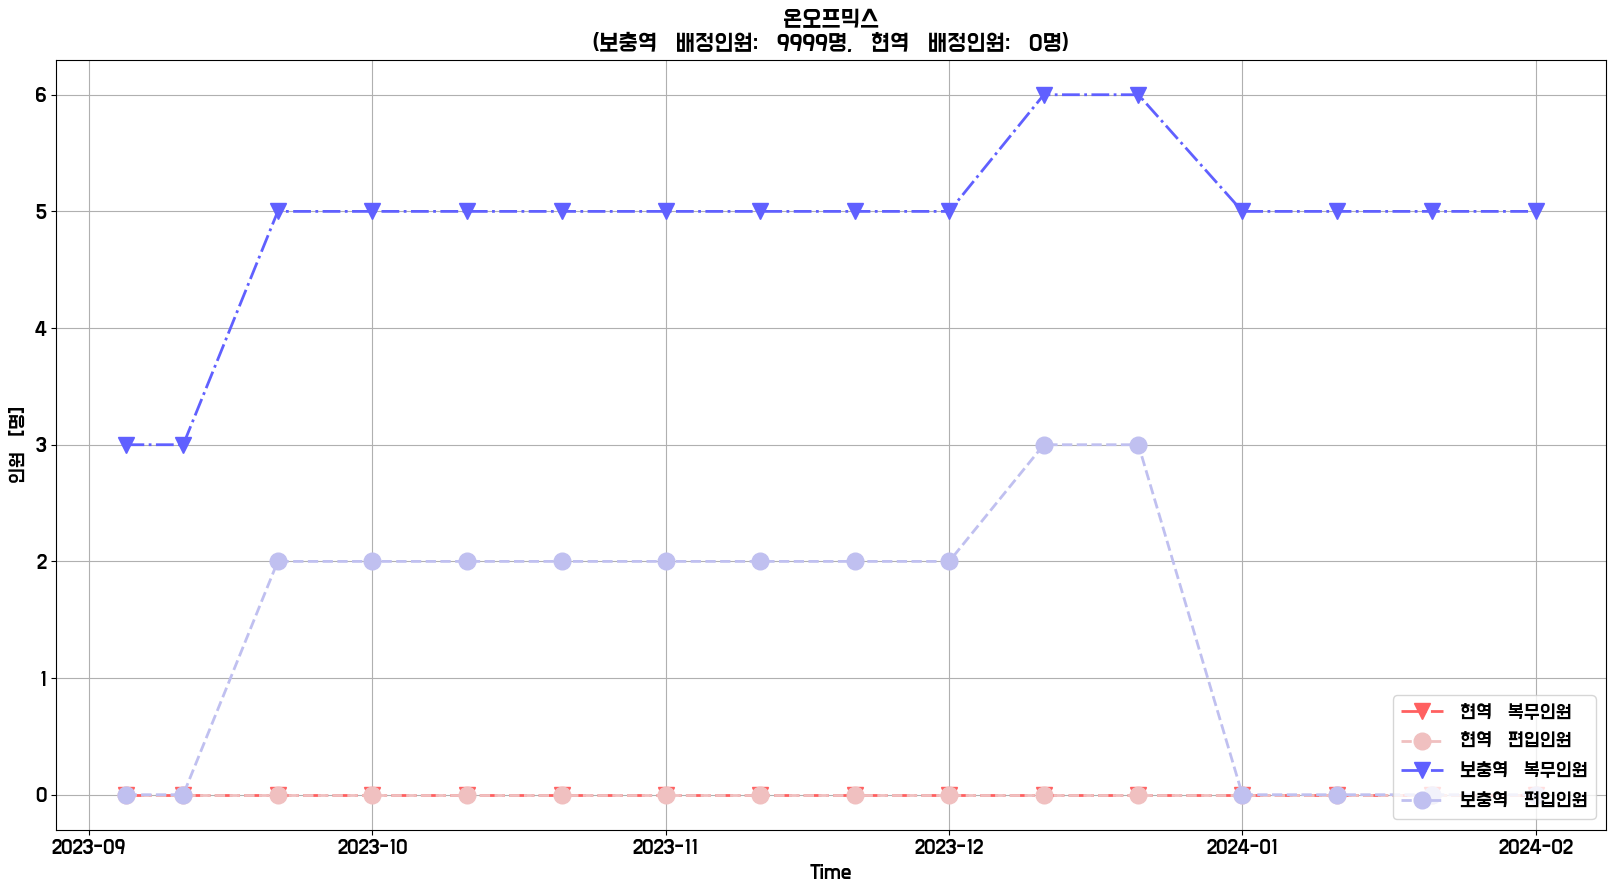 온오프믹스
(보충역 배정인원: 9999명, 현역 배정인원: 0명)
인원 [명]
6
5
4
3
2
1
0
2023-09
2023-10
2023-11
2023-12
2024-01
2024-02
Time
현역 복무인원
현역 편입인원
보충역 복무인원
보충역 편입인원